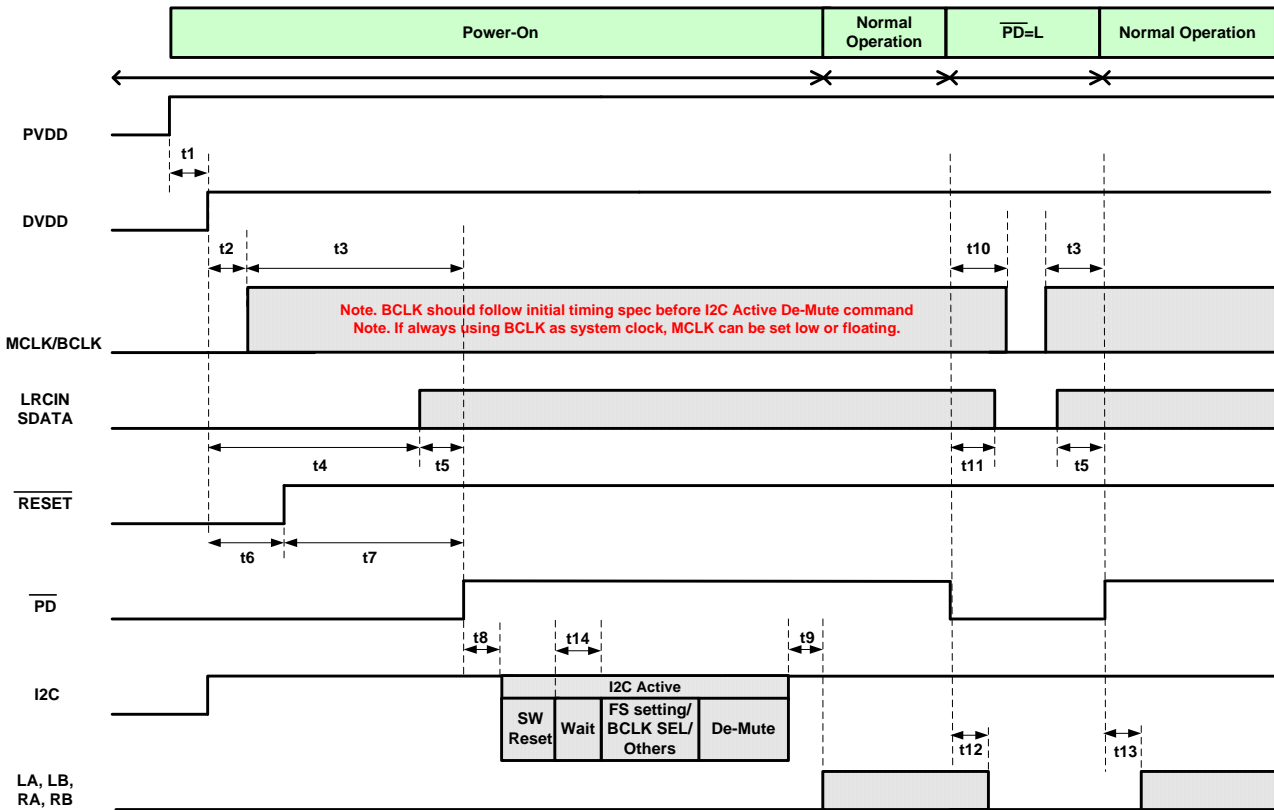 Power-On
Normal
Operation
PD=L
Normal Operation
PVDD
t1
DVDD
t2
t3
t10
t3
Note. BCLK should follow initial timing spec before I2C Active De-Mute command
Note. If always using BCLK as system clock, MCLK can be set low or floating.
MCLK/BCLK
LRCIN
SDATA
t4
t5
t11
t5
RESET
t6
t7
PD
t8
t14
t9
I2C
I2C Active
SW
Reset
Wait
FS setting/
BCLK SEL/
Others
De-Mute
t12
t13
LA, LB,
RA, RB